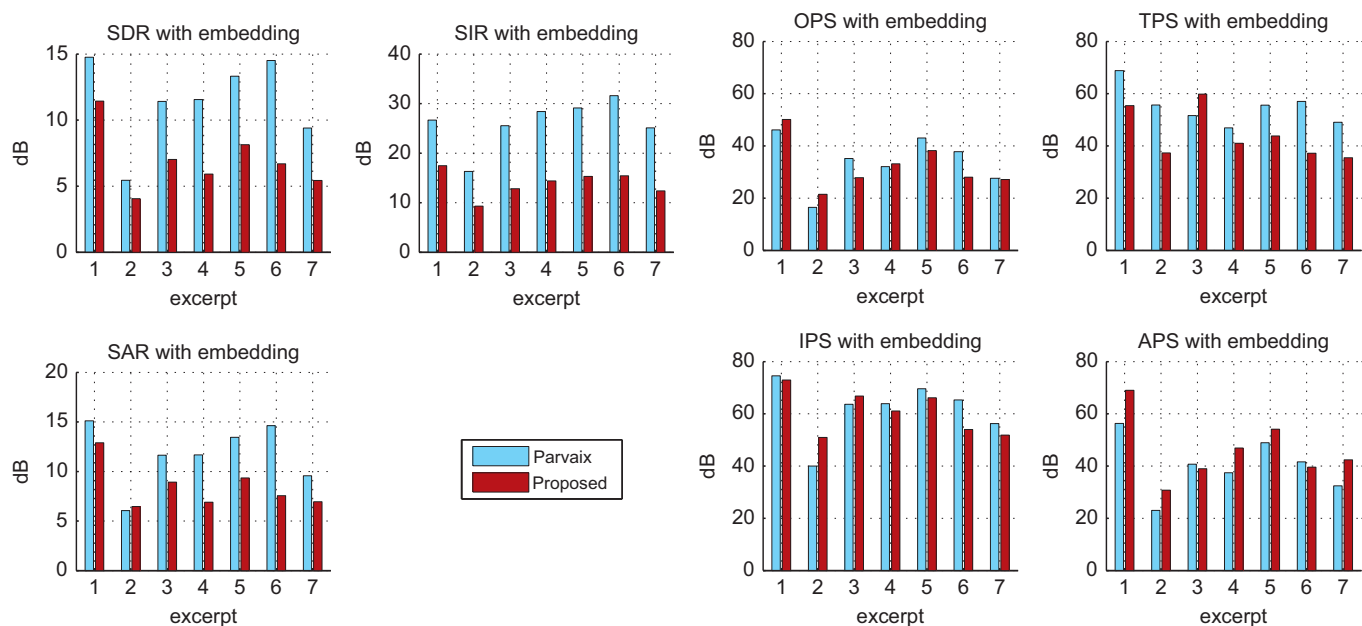 SDR with embedding
15
10
5
0
dB
1 2 3 4 5 6 7
excerpt
SIR with embedding
40
30
20
10
0
dB
1 2 3 4 5 6 7
excerpt
OPS with embedding
80
60
40
20
0
dB
1 2 3 4 5 6 7
excerpt
TPS with embedding
80
60
40
20
0
dB
1 2 3 4 5 6 7
excerpt
SAR with embedding
20
15
10
5
0
dB
1 2 3 4 5 6 7
excerpt
Parvaix
Proposed
IPS with embedding
80
60
40
20
0
dB
1 2 3 4 5 6 7
excerpt
APS with embedding
80
60
40
20
0
dB
1 2 3 4 5 6 7
excerpt